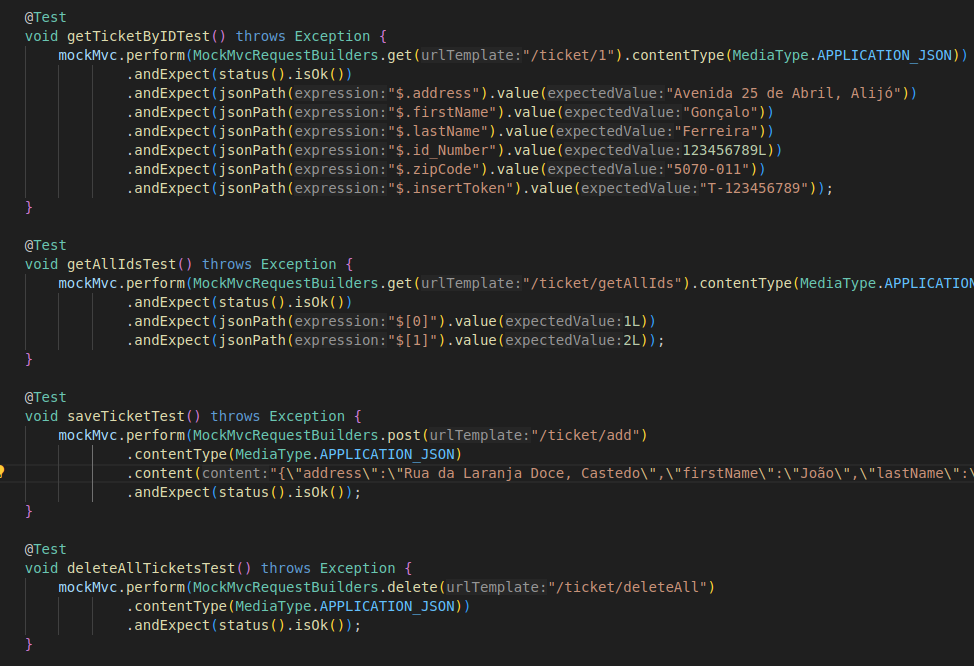 @Test
void getTicketByIDTest() throws Exception {
mockMvc.perform(MockMvcRequestBuilders.get(urlTemplate:"/ticket/1").contentType(MediaType.APPLICATION_JSON))
.andExpect(status().isOk())
.andExpect(jsonPath(expression:"$.address").value(expectedValue:"Avenida 25 de Abril, Alijó"))
.andExpect(jsonPath(expression:"$.firstName").value(expectedValue:"Gonçalo"))
.andExpect(jsonPath(expression:"$.lastName").value(expectedValue:"Ferreira"))
.andExpect(jsonPath(expression:"$.id_Number").value(expectedValue:123456789L))
.andExpect(jsonPath(expression:"$.zipCode").value(expectedValue:"5070-011"))
.andExpect(jsonPath(expression:"$.insertToken").value(expectedValue:"T-123456789"));
}
@Test
void getAllIdsTest() throws Exception {
mockMvc.perform(MockMvcRequestBuilders.get(urlTemplate:"/ticket/getAllIds").contentType(MediaType.APPLICATION
.andExpect(status().isOk())
.andExpect(jsonPath(expression:"$[0]").value(expectedValue:1L))
.andExpect(jsonPath(expression:"$[1]").value(expectedValue:2L));
}
@Test
void saveTicketTest() throws Exception {
mockMvc.perform(MockMvcRequestBuilders.post(urlTemplate:"/ticket/add")
.contentType(MediaType.APPLICATION_JSON)
.content(content:"{\"address\":\"Rua da Laranja Doce, Castedo\",\"firstName\":\"João\",\"lastName\":\
.andExpect(status().isOk());
}
@Test
void deleteAllTicketsTest() throws Exception {
mockMvc.perform(MockMvcRequestBuilders.delete(urlTemplate:"/ticket/deleteAll")
.contentType(MediaType.APPLICATION_JSON))
.andExpect(status().isOk());
}